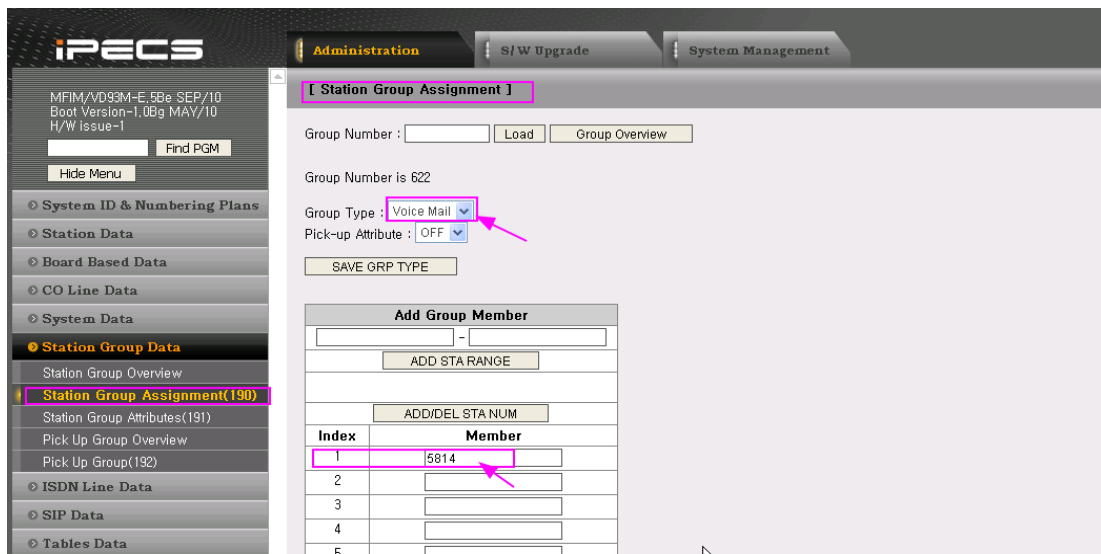 iPECS
Administration
S/W Upgrade
System Management
MFIM/VD93M-E.5Be SEP/10
Boot Version-1.0Bg MAY/10
H/W issue-1
Find PGM
Hide Menu
System ID & Numbering Plans
Station Data
Board Based Data
CO Line Data
System Data
Station Group Data
Station Group Overview
Station Group Assignment(190)
Station Group Attributes(191)
Pick Up Group Overview
Pick Up Group(192)
ISDN Line Data
SIP Data
Tables Data
[ Station Group Assignment ]
Group Number : Load Group Overview
Group Number is 622
Group Type : Voice Mail
Pick-up Attribute : OFF
SAVE GRP TYPE
Add Group Member
-
ADD STA RANGE
ADD/DEL STA NUM
Index Member
1 5814
2
3
4
5